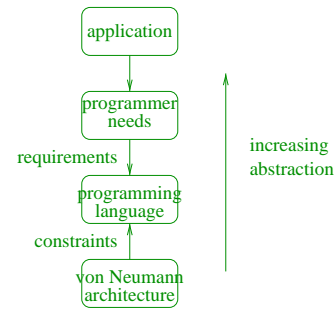 application
programmer
needs
requirements
increasing
abstraction
programming
language
constraints
von Neumann
architecture